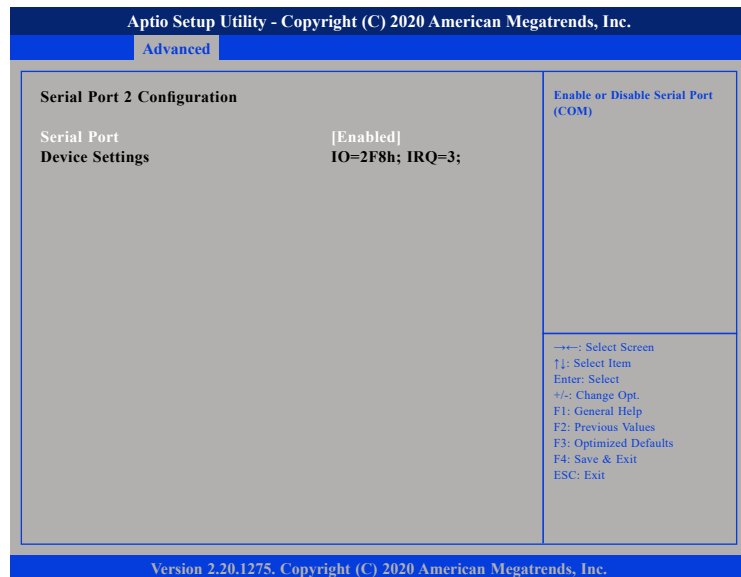 Aptio Setup Utility - Copyright (C) 2020 American Megatrends, Inc.
Advanced
Serial Port 2 Configuration
Serial Port [Enabled]
Device Settings IO=2F8h; IRQ=3;
Enable or Disable Serial Port
(COM)
→←: Select Screen
↑↓: Select Item
Enter: Select
+/-: Change Opt.
F1: General Help
F2: Previous Values
F3: Optimized Defaults
F4: Save & Exit
ESC: Exit
Version 2.20.1275. Copyright (C) 2020 American Megatrends, Inc.